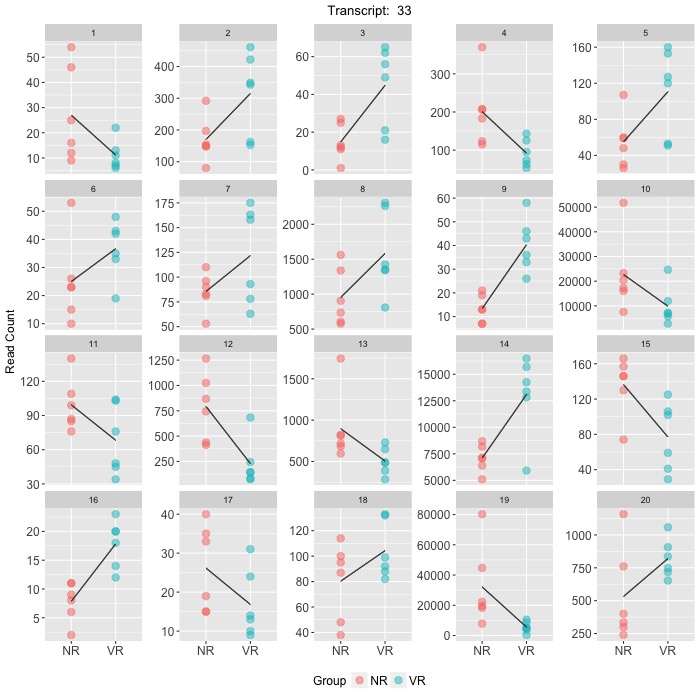 Transcript: 33
1 2 3 4 5
50 40 30 20 10
400 300 200 100
60 40 20 0
300 200 100
160 120 80 40
6 7 8 9 10
50 40 30 20 10
175 150 125 100 75 50
2000 1500 1000 500
60 50 40 30 20 10
50000 40000 30000 20000 10000
Read Count
11 12 13 14 15
120 90 60 30
1250 1000 750 500 250
1500 1000 500
15000 12500 10000 7500 5000
160 120 80 40
16 17 18 19 20
20 15 10 5
40 30 20 10
120 100 80 60 40
80000 60000 40000 20000 0
1000 750 500 250
NR VR NR VR NR VR NR VR NR VR
Group NR VR